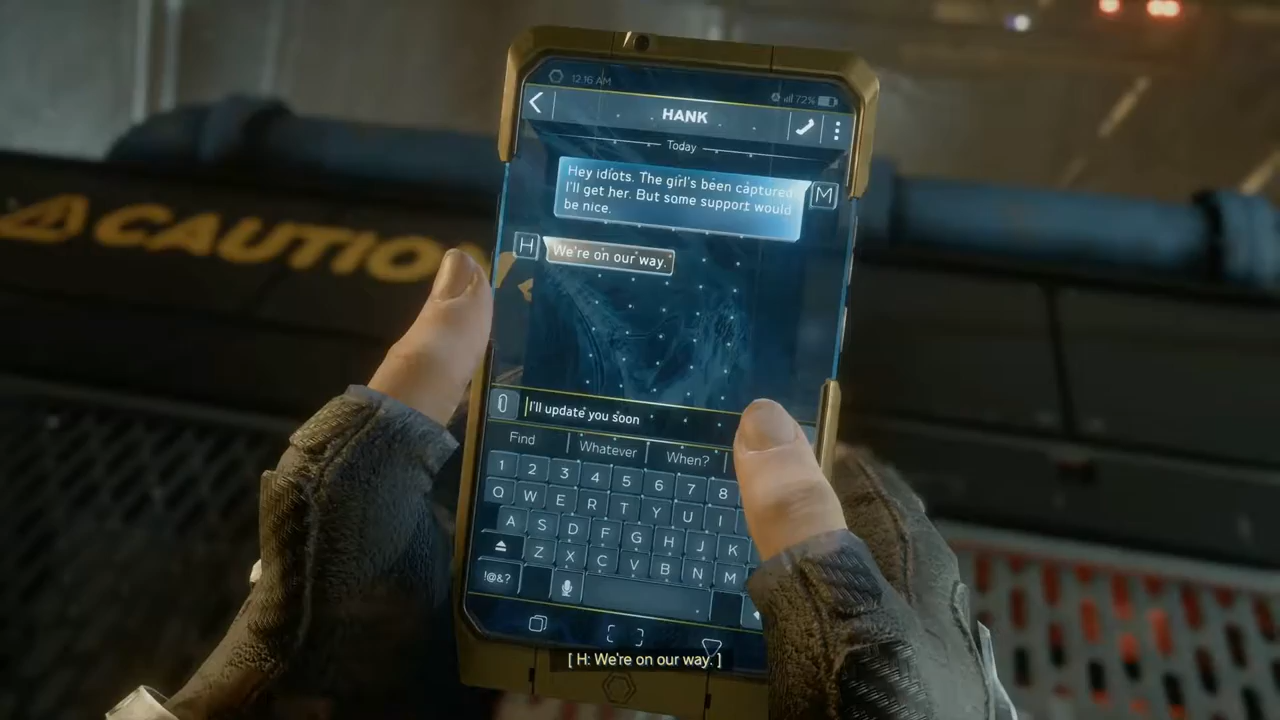 12:16 AM
72%
HANK
Today
Hey idiots. The girl's been captured
I'll get her. But some support would
be nice.
M
H
We're on our way.
CAUTION
I'll update you soon
Find Whatever When?
1 2 3 4 5 6 7 8
Q W E R T Y U I
A S D F G H J K
Z X C V B N M
!@&?
[ H: We're on our way. ]